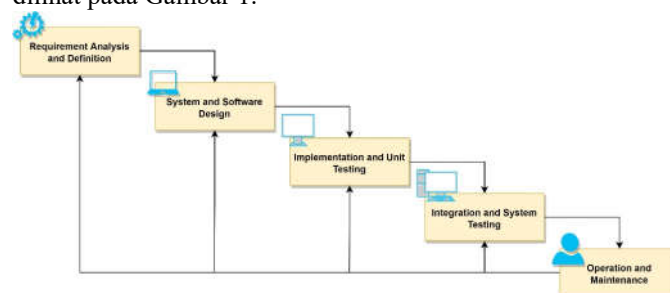 dilihat pada Gambar 1.
Requirement Analysis
and Definition
System and Software
Design
Implementation and Unit
Testing
Integration and System
Testing
Operation and
Maintenance